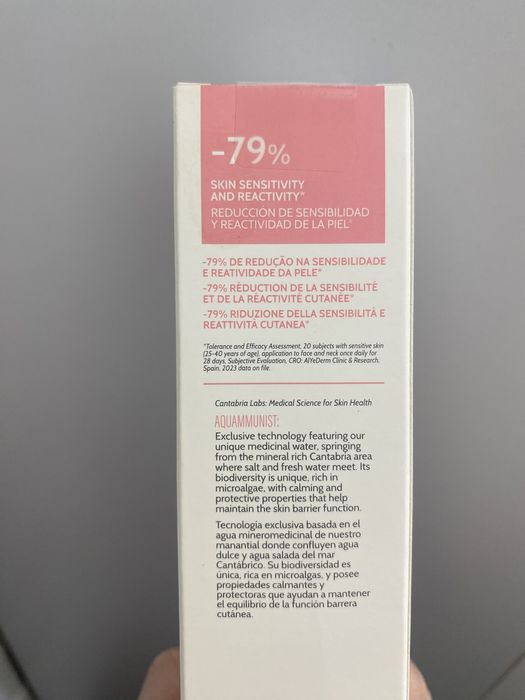 -79%
SKIN SENSITIVITY
AND REACTIVITY*
REDUCCIÓN DE SENSIBILIDAD
Y REACTIVIDAD DE LA PIEL*
-79% DE REDUÇÃO NA SENSIBILIDADE
E REATIVIDADE DA PELE*
-79% RÉDUCTION DE LA SENSIBILITÉ
ET DE LA RÉACTIVITÉ CUTANÉE*
-79% RIDUZIONE DELLA SENSIBILITÀ E
REATTIVITÀ CUTANEA*
*Tolerance and Efficacy Assessment, 20 subjects with sensitive skin
(25-40 years of age), application to face and neck once daily for
28 days. Subjective Evaluation, CRO: AlYeDerm Clinic & Research,
Spain, 2023 data on file.
Cantabria Labs: Medical Science for Skin Health
AQUAMMUNIST:
Exclusive technology featuring our
unique medicinal water, springing
from the mineral rich Cantabria area
where salt and fresh water meet. Its
biodiversity is unique, rich in
microalgae, with calming and
protective properties that help
maintain the skin barrier function.
Tecnología exclusiva basada en el
agua mineromedicinal de nuestro
manantial donde confluyen agua
dulce y agua salada del mar
Cantábrico. Su biodiversidad es
única, rica en microalgas, y posee
propiedades calmantes y
protectoras que ayudan a mantener
el equilibrio de la función barrera
cutánea.